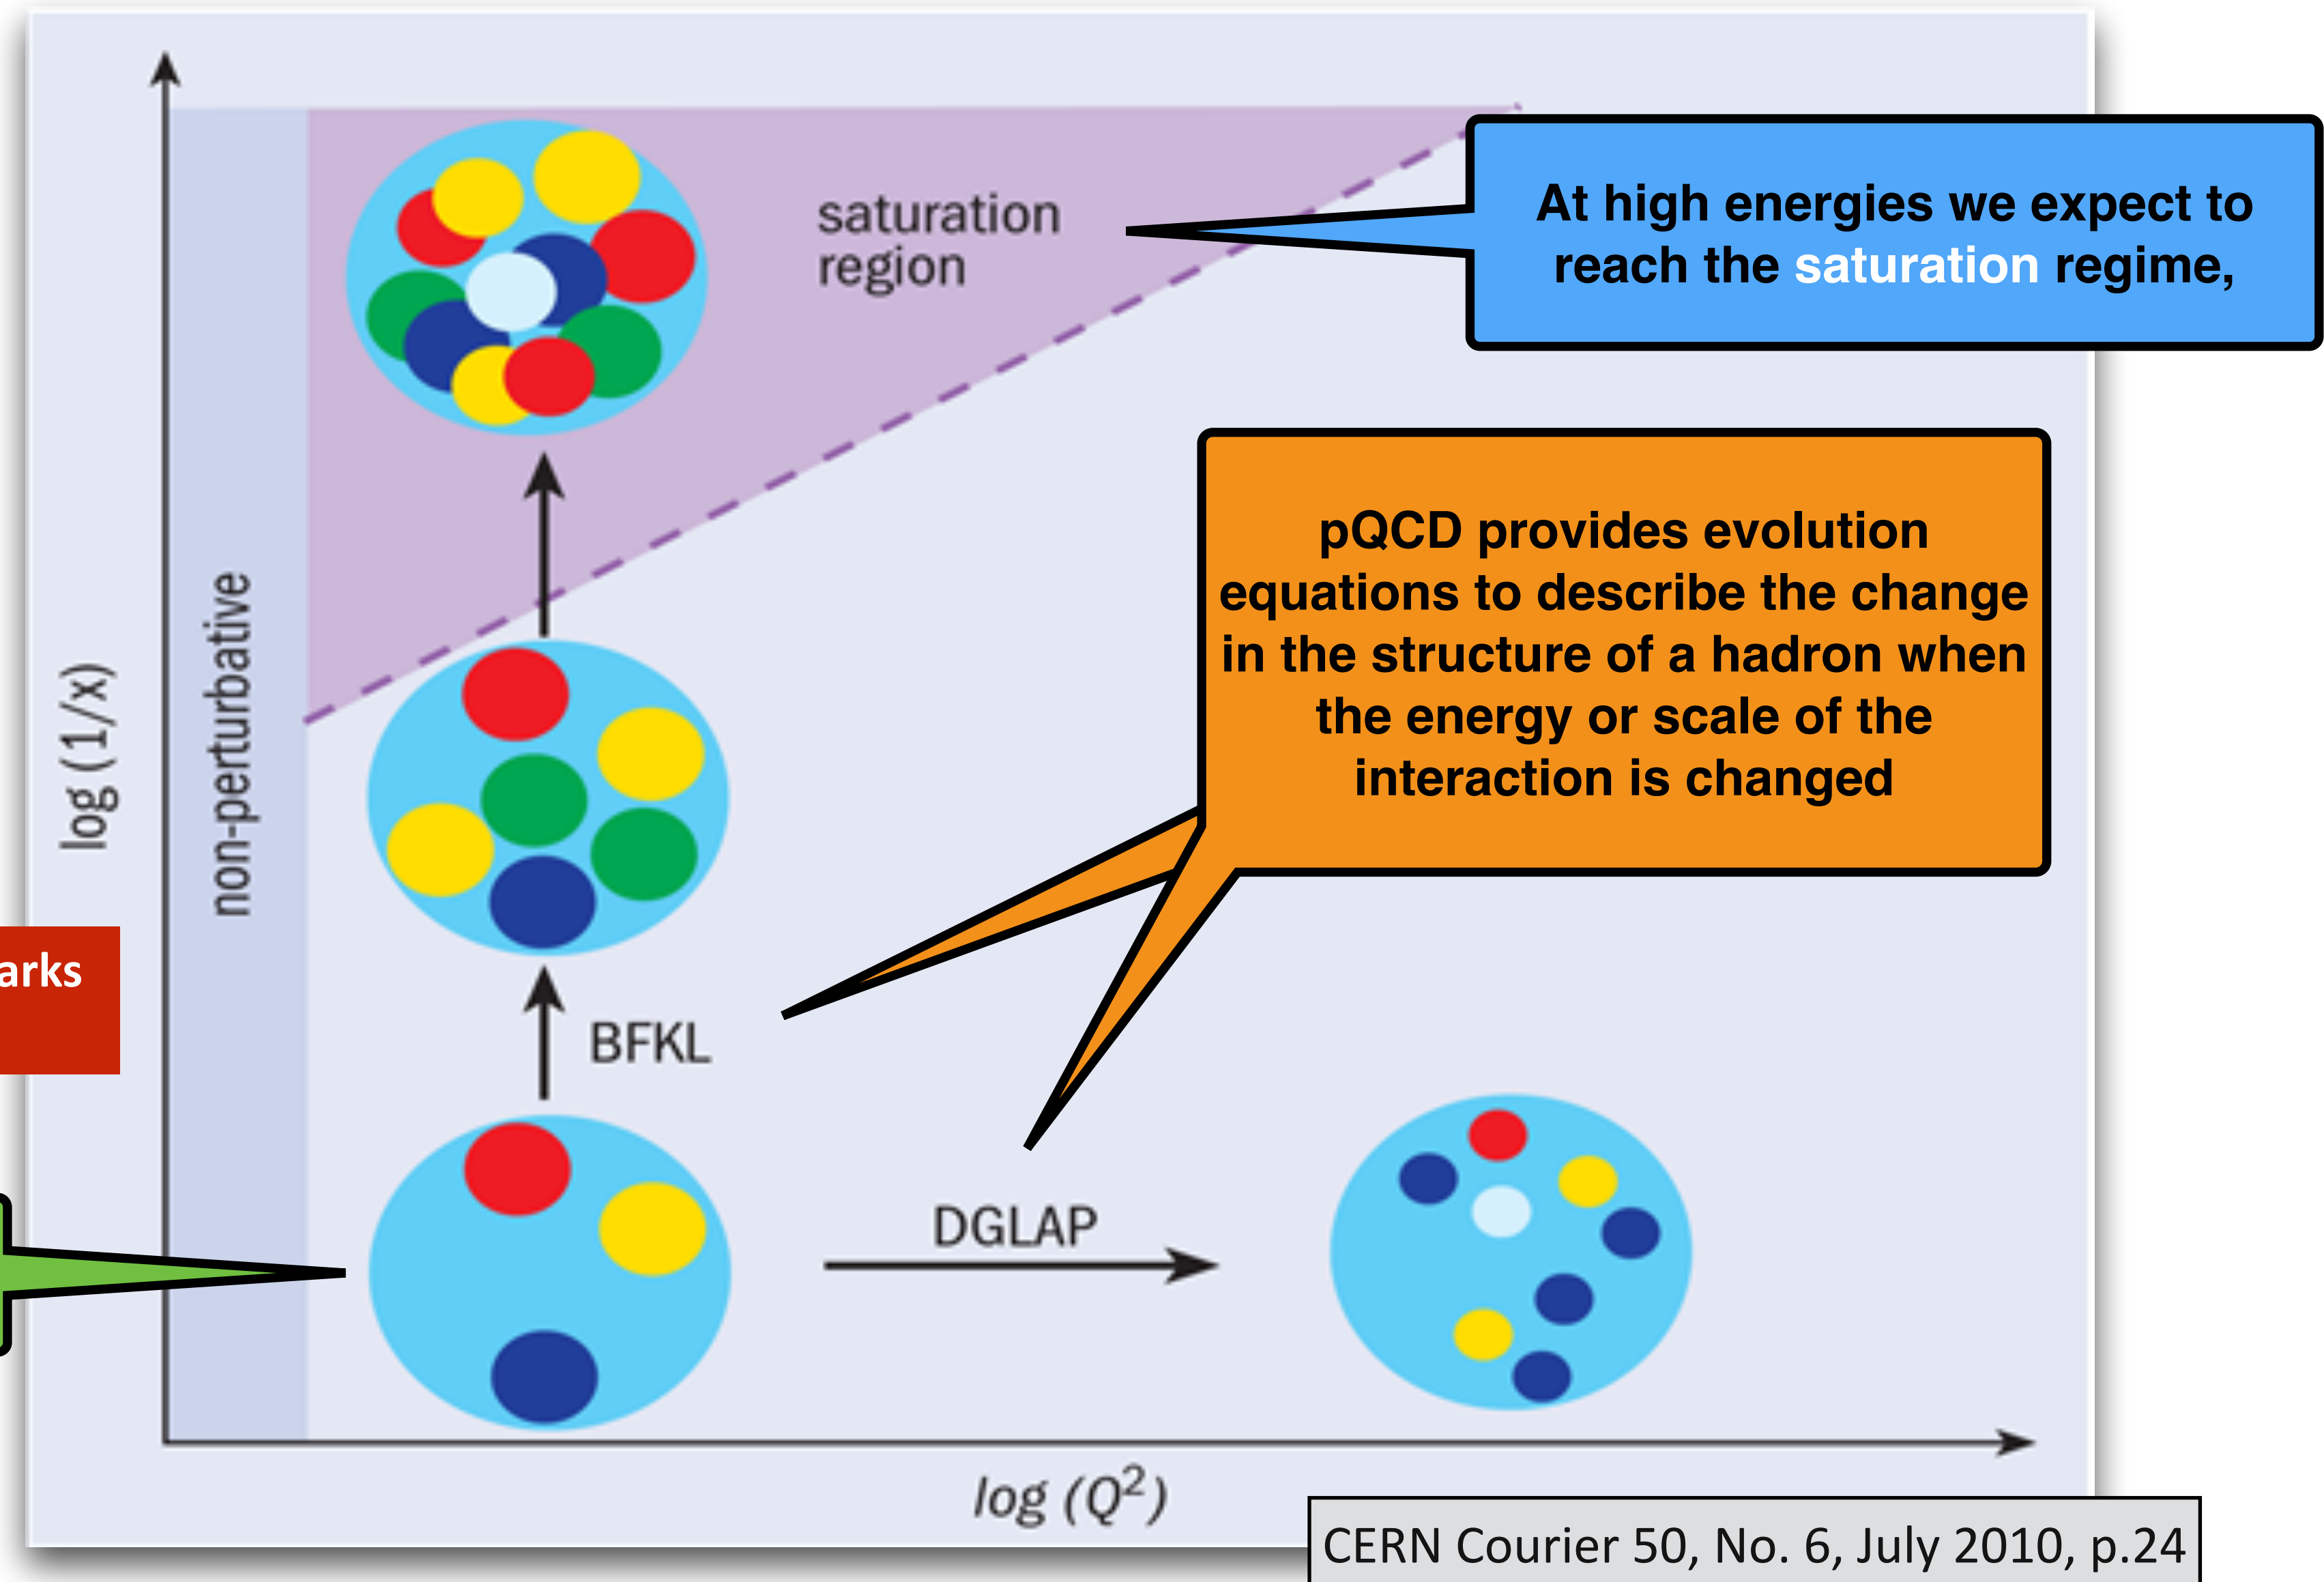 At high energies we expect to
reach the saturation regime,
saturation
region
pQCD provides evolution
equations to describe the change
in the structure of a hadron when
the energy or scale of the
interaction is changed
log (1/x)
non-perturbative
arks
BFKL
DGLAP
log (Q²)
CERN Courier 50, No. 6, July 2010, p.24